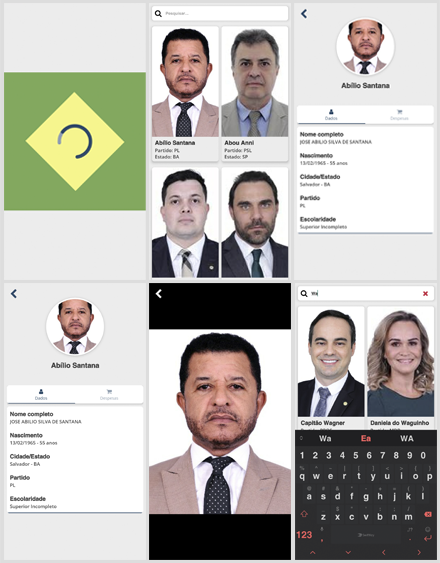 Pesquisar...
Abílio Santana
Partido: PL
Estado: BA
Abou Anni
Partido: PSL
Estado: SP
Abílio Santana
Dados
Despesas
Nome completo
JOSE ABILIO SILVA DE SANTANA
Nascimento
13/02/1965 - 55 anos
Cidade/Estado
Salvador - BA
Partido
PL
Escolaridade
Superior Incompleto
Abílio Santana
Dados
Despesas
Nome completo
JOSE ABILIO SILVA DE SANTANA
Nascimento
13/02/1965 - 55 anos
Cidade/Estado
Salvador - BA
Partido
PL
Escolaridade
Superior Incompleto
Wa
Capitão Wagner
Daniela do Waguinho
Wa Ea WA
1 2 3 4 5 6 7 8 9 0
q w e r t y u i o p
a s d f g h j k l
z x c v b n m
123